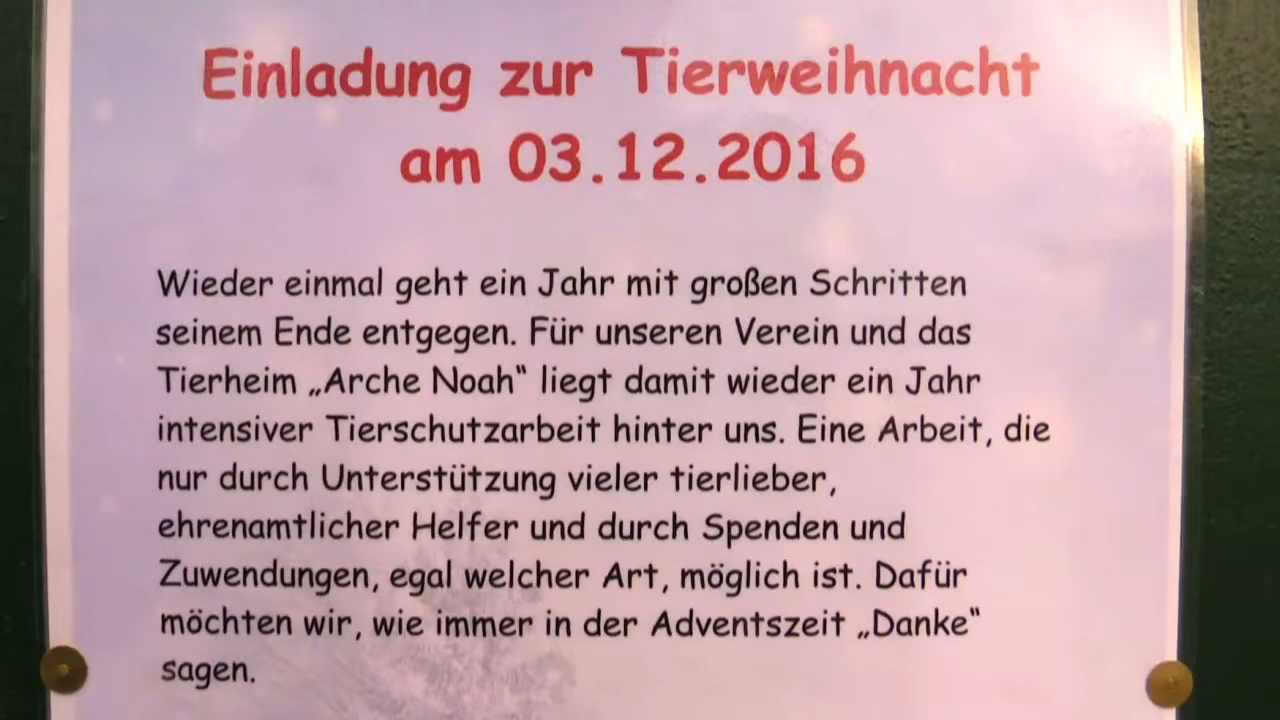 Einladung zur Tierweihnacht
am 03.12.2016
Wieder einmal geht ein Jahr mit großen Schritten
seinem Ende entgegen. Für unseren Verein und das
Tierheim „Arche Noah“ liegt damit wieder ein Jahr
intensiver Tierschutzarbeit hinter uns. Eine Arbeit, die
nur durch Unterstützung vieler tierlieber,
ehrenamtlicher Helfer und durch Spenden und
Zuwendungen, egal welcher Art, möglich ist. Dafür
möchten wir, wie immer in der Adventszeit „Danke“
sagen.